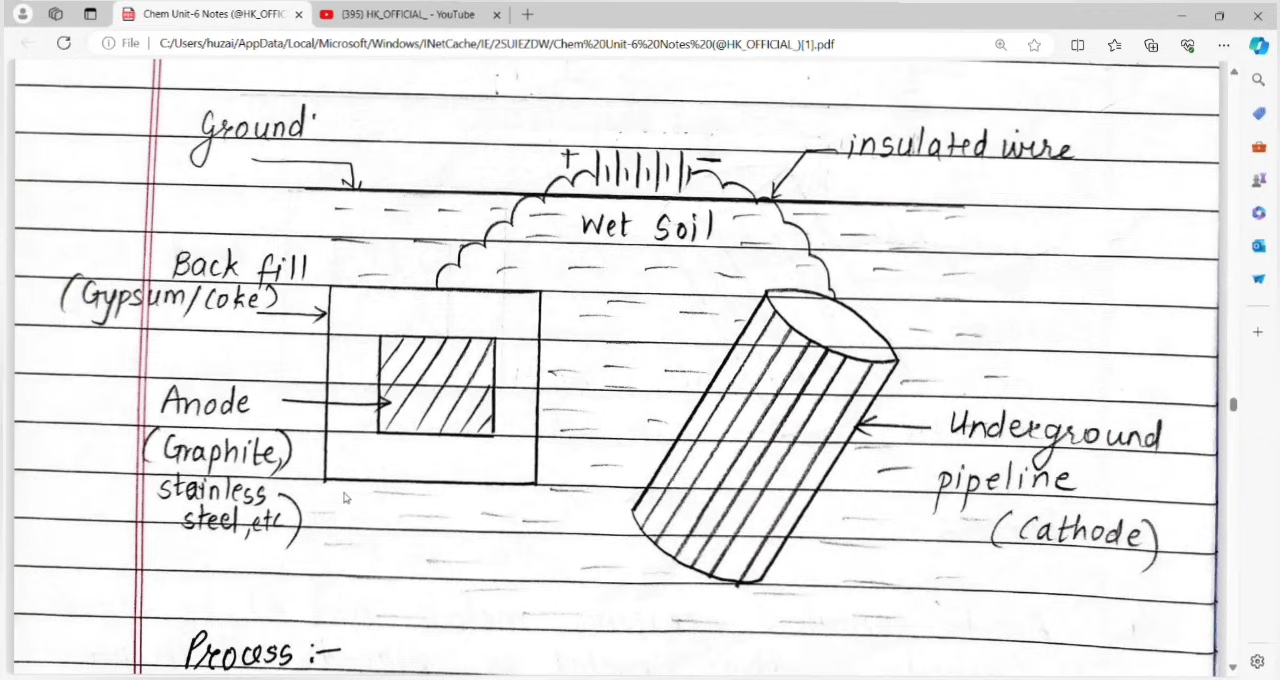 Chem Unit-6 Notes (@HK_OFFIC
(395) HK_OFFICIAL_ - YouTube
File
C:/Users/huzai/AppData/Local/Microsoft/Windows/INetCache/IE/2SUIEZDW/Chem%20Unit-6%20Notes%20(@HK_OFFICIAL_)[1].pdf
Ground
insulated wire
+ −
Wet Soil
Back fill
(Gypsum/Coke)
Anode
(Graphite,
stainless
steel, etc)
Underground
pipeline
(Cathode)
Process :-